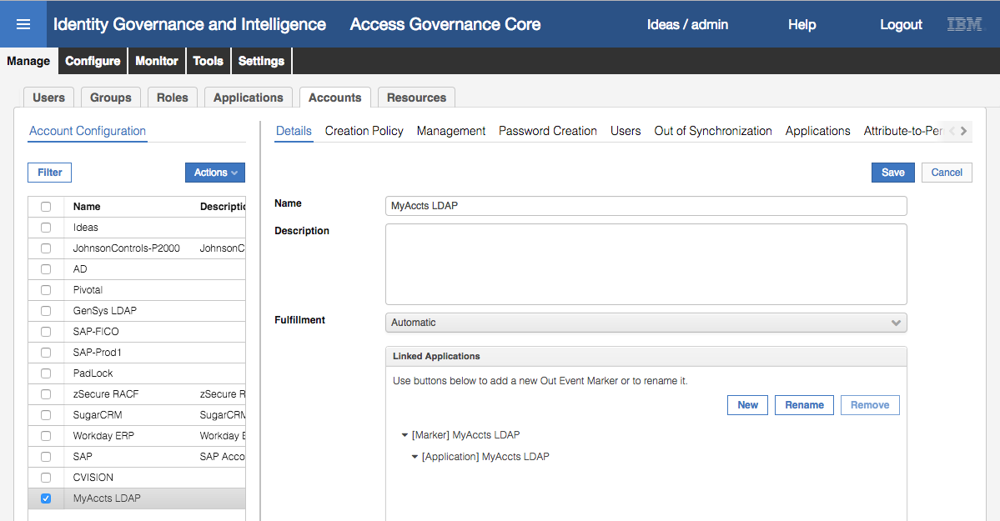 Identity Governance and Intelligence Access Governance Core Ideas / admin Help Logout IBM
Manage Configure Monitor Tools Settings
Users Groups Roles Applications Accounts Resources
Account Configuration
Filter Actions
Name Descriptio
Ideas
JohnsonControls-P2000 JohnsonC
AD
Pivotal
GenSys LDAP
SAP-FICO
SAP-Prod1
PadLock
zSecure RACF zSecure R
SugarCRM SugarCRM
Workday ERP Workday E
SAP SAP Acco
CVISION
MyAccts LDAP
Details Creation Policy Management Password Creation Users Out of Synchronization Applications Attribute-to-Per
Save Cancel
Name MyAccts LDAP
Description
Fulfillment Automatic
Linked Applications
Use buttons below to add a new Out Event Marker or to rename it.
New Rename Remove
[Marker] MyAccts LDAP
[Application] MyAccts LDAP